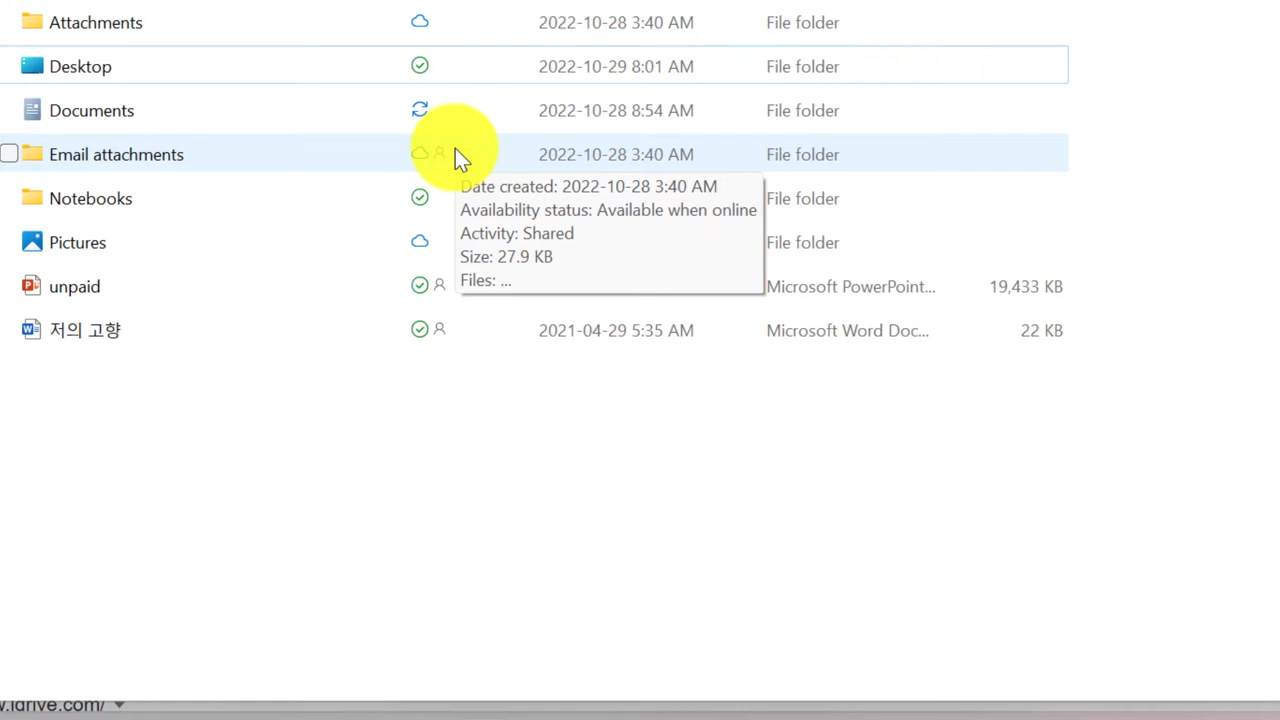 Attachments 2022-10-28 3:40 AM File folder
Desktop 2022-10-29 8:01 AM File folder
Documents 2022-10-28 8:54 AM File folder
Email attachments 2022-10-28 3:40 AM File folder
Date created: 2022-10-28 3:40 AM
Notebooks File folder
Availability status: Available when online
Activity: Shared
Pictures File folder
Size: 27.9 KB
Files: ...
unpaid Microsoft PowerPoint... 19,433 KB
저의 고향 2021-04-29 5:35 AM Microsoft Word Doc... 22 KB
w.idrive.com/